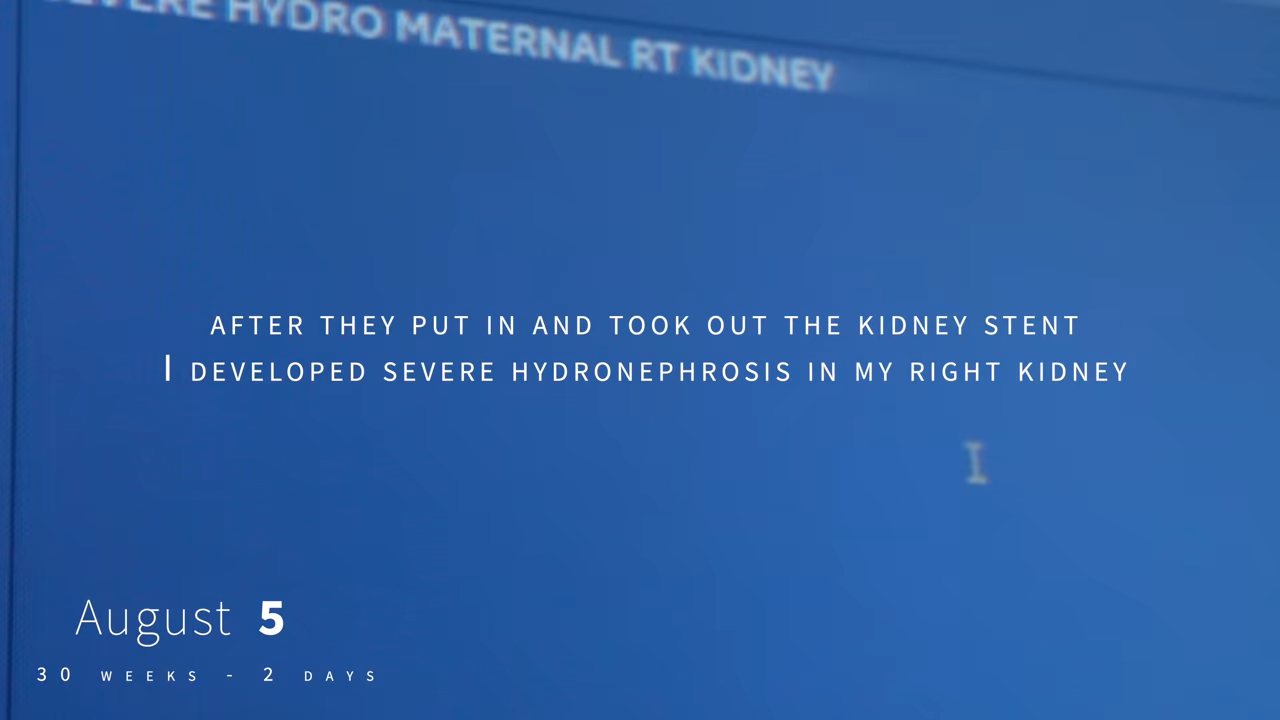 SEVERE HYDRO MATERNAL RT KIDNEY
AFTER THEY PUT IN AND TOOK OUT THE KIDNEY STENT
I DEVELOPED SEVERE HYDRONEPHROSIS IN MY RIGHT KIDNEY
August 5
30 WEEKS - 2 DAYS